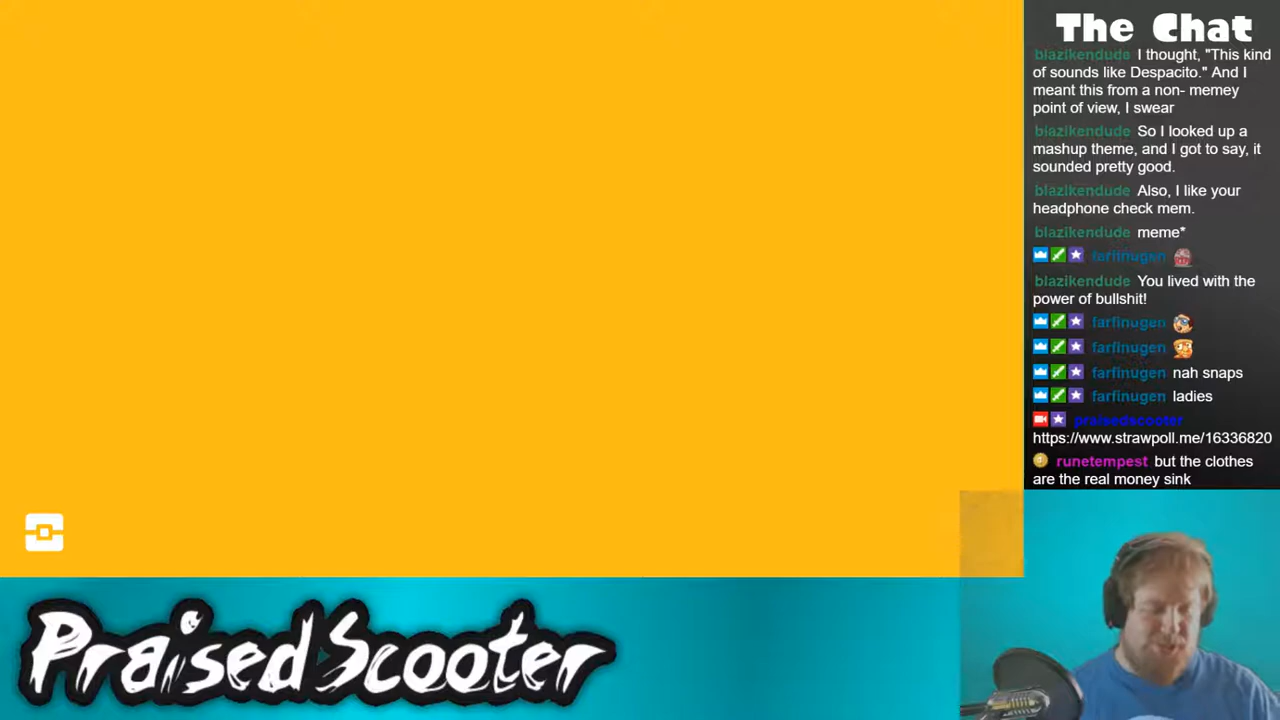 The Chat
blazikendude I thought, "This kind
of sounds like Despacito." And I
meant this from a non- memey
point of view, I swear
blazikendude So I looked up a
mashup theme, and I got to say, it
sounded pretty good.
blazikendude Also, I like your
headphone check mem.
blazikendude meme*
farfinugen
blazikendude You lived with the
power of bullshit!
farfinugen
farfinugen
farfinugen nah snaps
farfinugen ladies
praisedscooter
https://www.strawpoll.me/16336820
runetempest but the clothes
are the real money sink
PraisedScooter